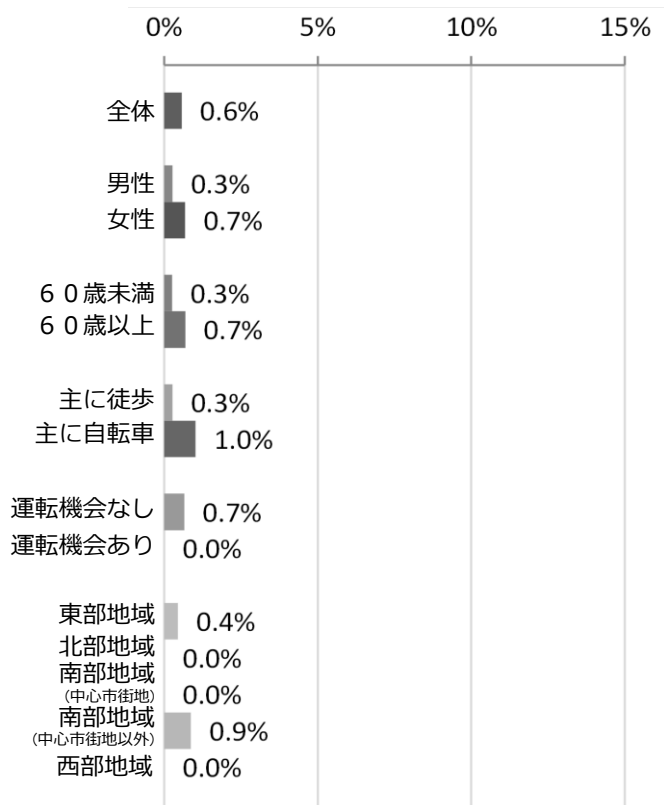 0% 5% 10% 15%
全体 0.6%
男性 0.3%
女性 0.7%
６０歳未満 0.3%
６０歳以上 0.7%
主に徒歩 0.3%
主に自転車 1.0%
運転機会なし 0.7%
運転機会あり 0.0%
東部地域 0.4%
北部地域 0.0%
南部地域
（中心市街地） 0.0%
南部地域
（中心市街地以外） 0.9%
西部地域 0.0%